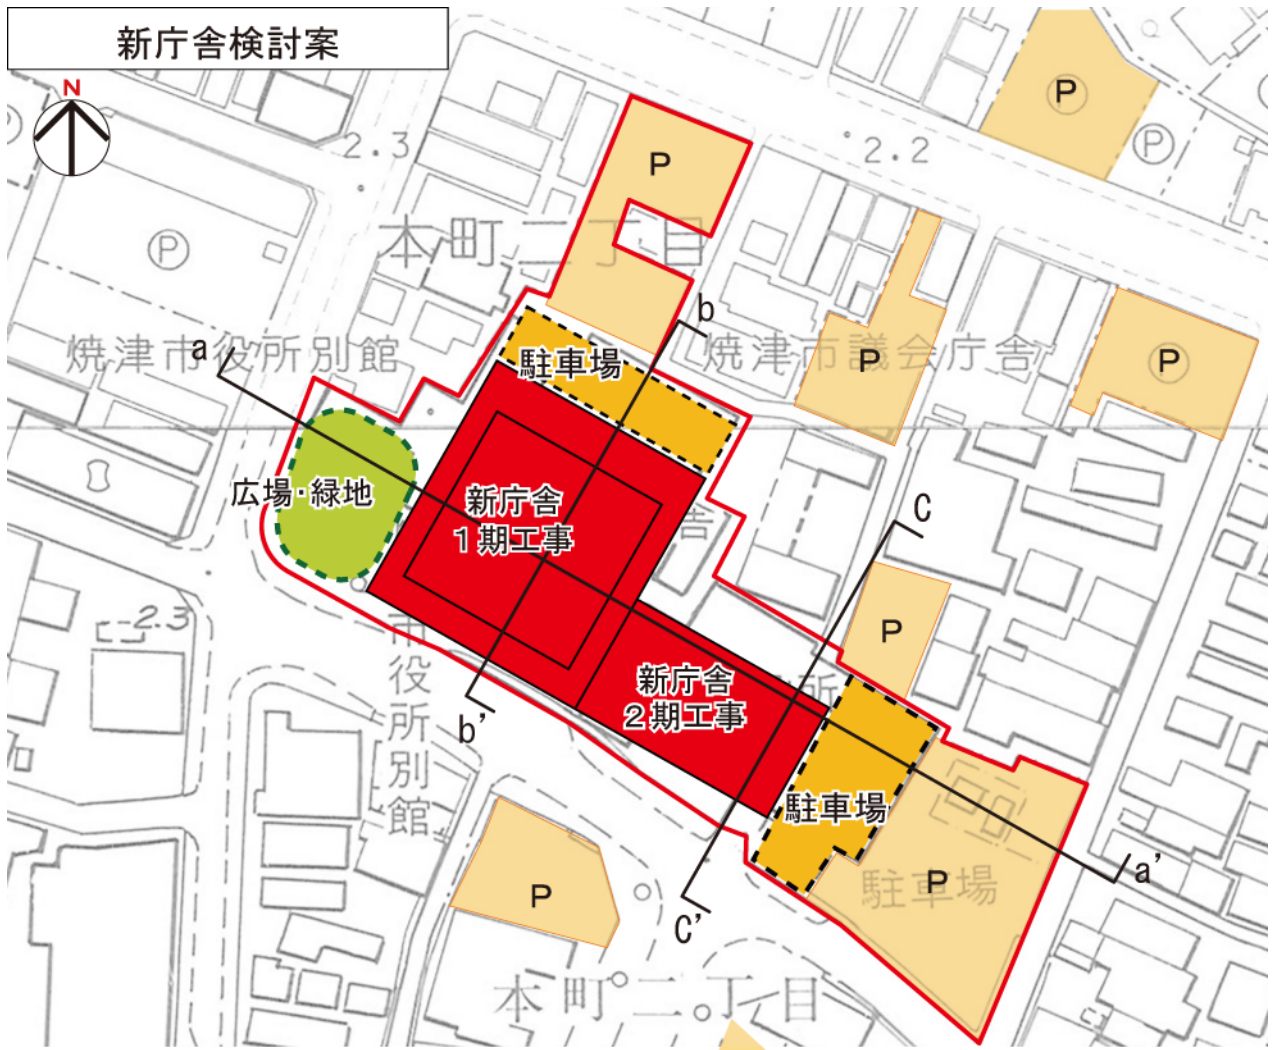 新庁舎検討案
N
P
P
P
2.3
2.2
本町二丁目
P
焼津市役所別館
焼津市議会庁舎
a
b
駐車場
P
P
広場・緑地
新庁舎
1期工事
舎
C
2.3
P
市役所別館
新庁舎
2期工事
所
b’
駐車場
a’
P
駐車場
P
C’
本町二丁目